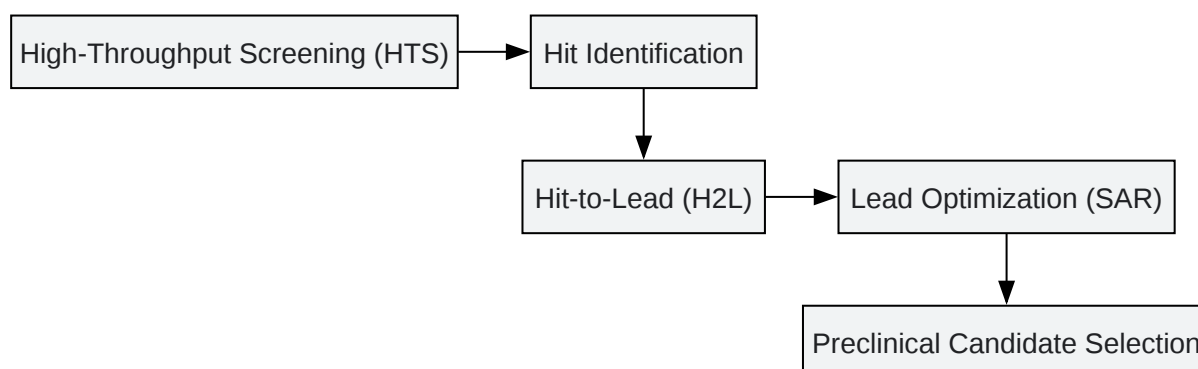 High-Throughput Screening (HTS)
Hit Identification
Hit-to-Lead (H2L)
Lead Optimization (SAR)
Preclinical Candidate Selection